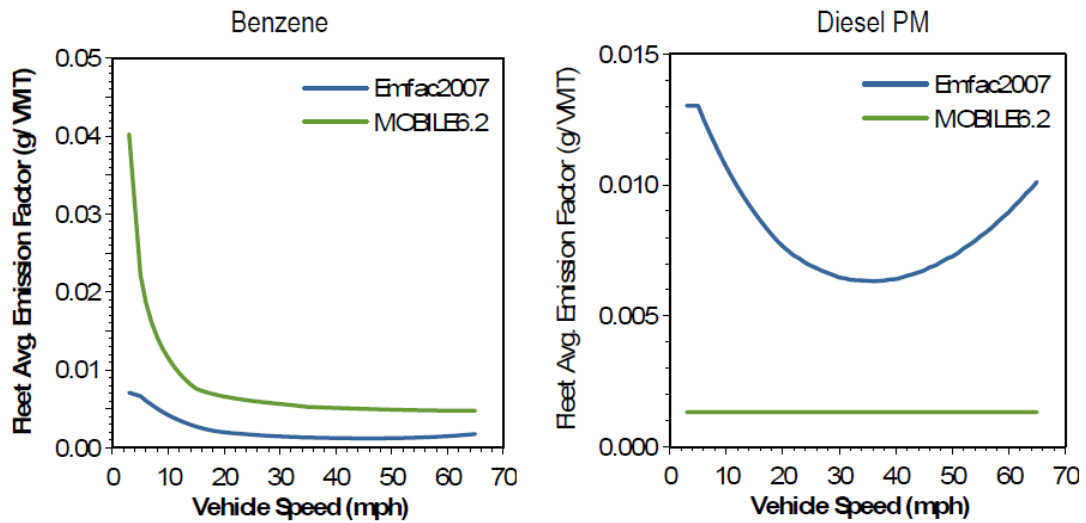 Benzene
Fleet Avg. Emission Factor (g/VMT)
0.05
0.04
0.03
0.02
0.01
0.00
Emfac2007
MOBILE6.2
0 10 20 30 40 50 60 70
Vehicle Speed (mph)
Diesel PM
Fleet Avg. Emission Factor (g/VMT)
0.015
0.010
0.005
0.000
Emfac2007
MOBILE6.2
0 10 20 30 40 50 60 70
Vehicle Speed (mph)